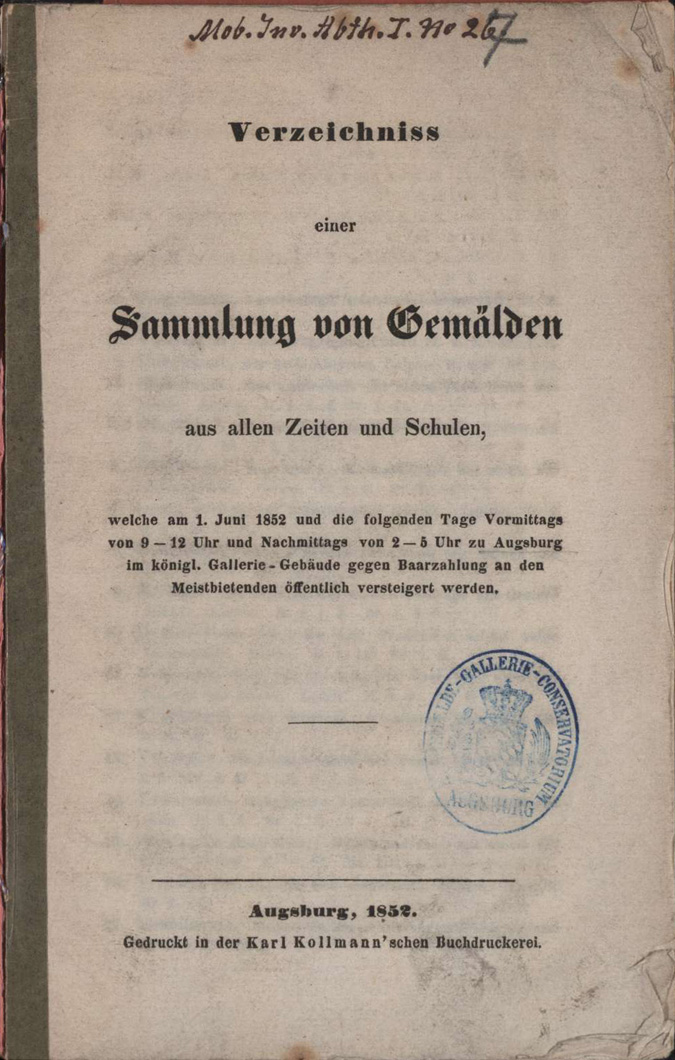 Mob. Inv. Abth. I. No 267
Verzeichniss
einer
Sammlung von Gemälden
aus allen Zeiten und Schulen,
welche am 1. Juni 1852 und die folgenden Tage Vormittags
von 9 — 12 Uhr und Nachmittags von 2 — 5 Uhr zu Augsburg
im königl. Gallerie-Gebäude gegen Baarzahlung an den
Meistbietenden öffentlich versteigert werden.
GALLERIE-CONSERVATORIUM
AUGSBURG
Augsburg, 1852.
Gedruckt in der Karl Kollmann'schen Buchdruckerei.